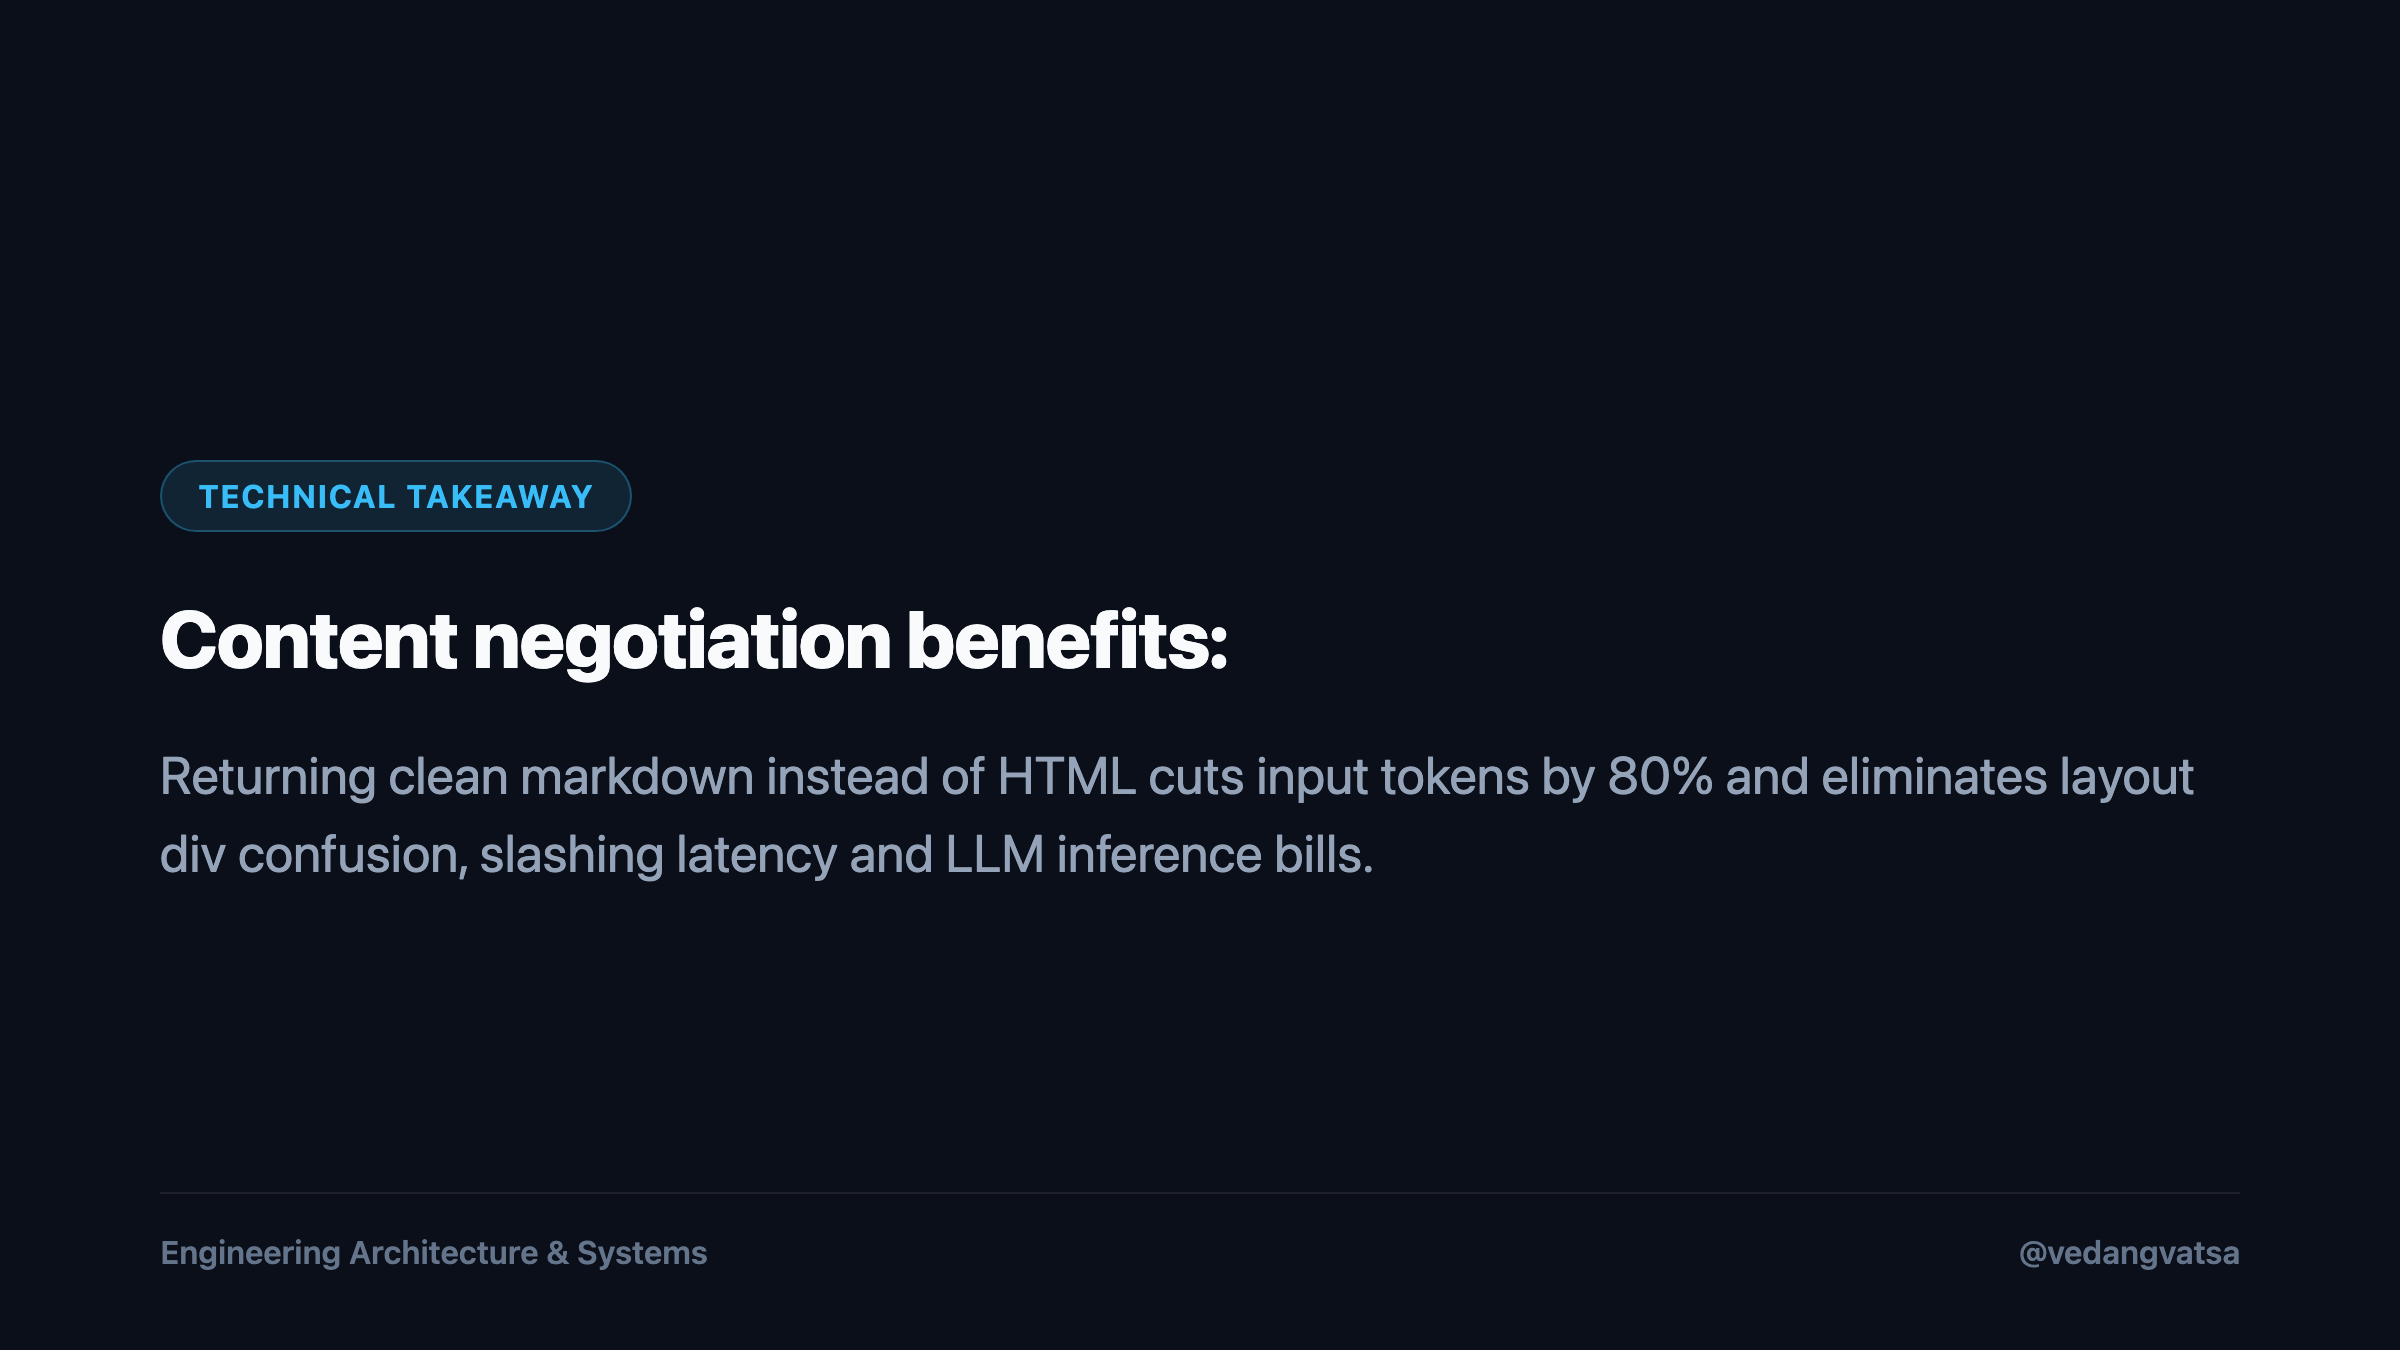 TECHNICAL TAKEAWAY
Content negotiation benefits:
Returning clean markdown instead of HTML cuts input tokens by 80% and eliminates layout
div confusion, slashing latency and LLM inference bills.
Engineering Architecture & Systems
@vedangvatsa